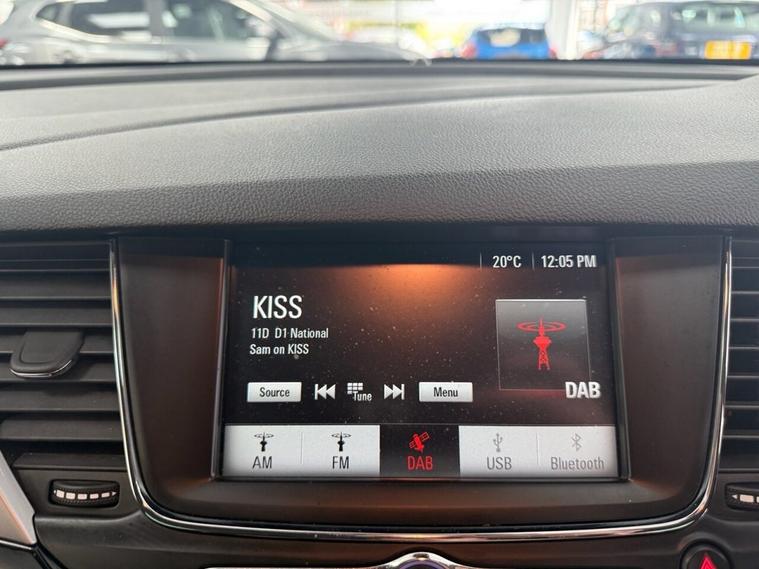 20°C 12:05 PM
KISS
11D D1 National
Sam on KISS
DAB
Source Tune Menu
AM FM DAB USB Bluetooth